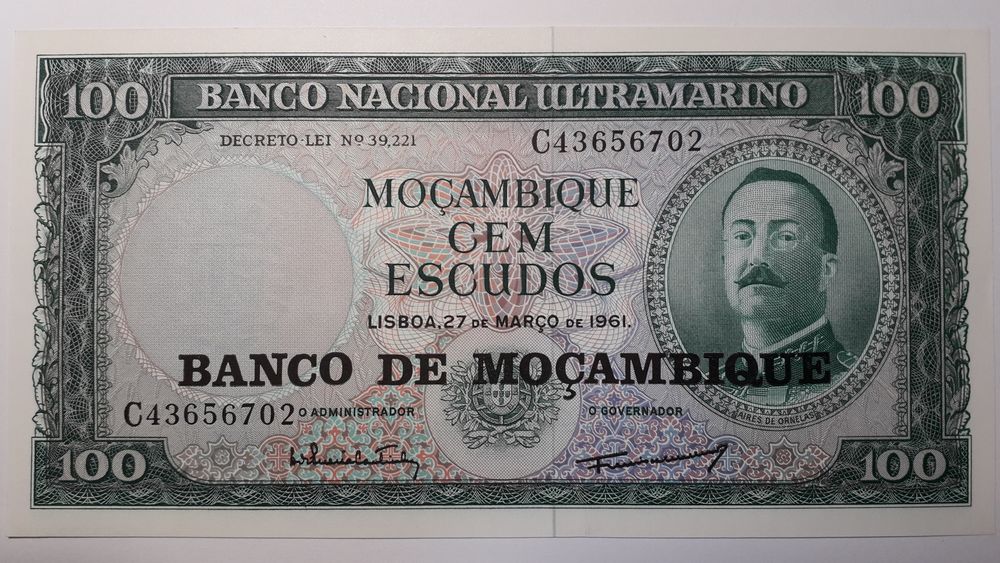 100 BANCO NACIONAL ULTRAMARINO 100
DECRETO-LEI Nº 39,221 C43656702
MOÇAMBIQUE
CEM
ESCUDOS
LISBOA, 27 DE MARÇO DE 1961.
BANCO DE MOÇAMBIQUE
C43656702 O ADMINISTRADOR O GOVERNADOR
AIRES DE ORNELAS
100 100